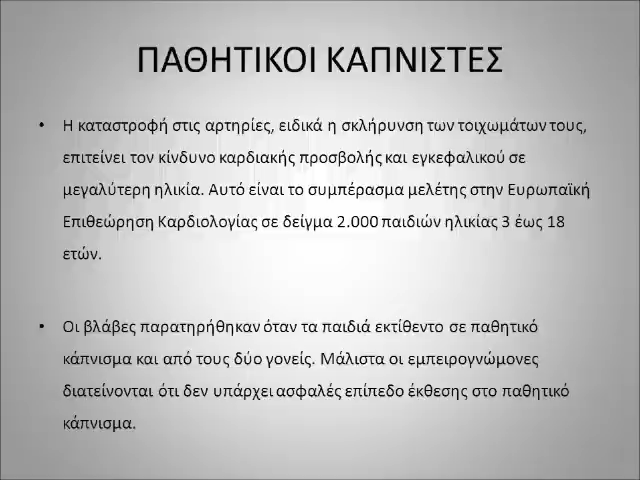 ΠΑΘΗΤΙΚΟΙ ΚΑΠΝΙΣΤΕΣ
• Η καταστροφή στις αρτηρίες, ειδικά η σκλήρυνση των τοιχωμάτων τους,
επιτείνει τον κίνδυνο καρδιακής προσβολής και εγκεφαλικού σε
μεγαλύτερη ηλικία. Αυτό είναι το συμπέρασμα μελέτης στην Ευρωπαϊκή
Επιθεώρηση Καρδιολογίας σε δείγμα 2.000 παιδιών ηλικίας 3 έως 18
ετών.
• Οι βλάβες παρατηρήθηκαν όταν τα παιδιά εκτίθεντο σε παθητικό
κάπνισμα και από τους δύο γονείς. Μάλιστα οι εμπειρογνώμονες
διατείνονται ότι δεν υπάρχει ασφαλές επίπεδο έκθεσης στο παθητικό
κάπνισμα.